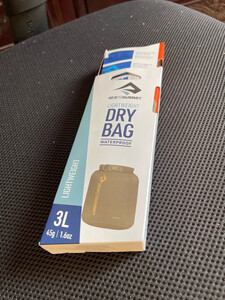 SEA TO SUMMIT
LIGHTWEIGHT
DRY
BAG
WATERPROOF
LIGHTWEIGHT
3L
45g | 1.6oz